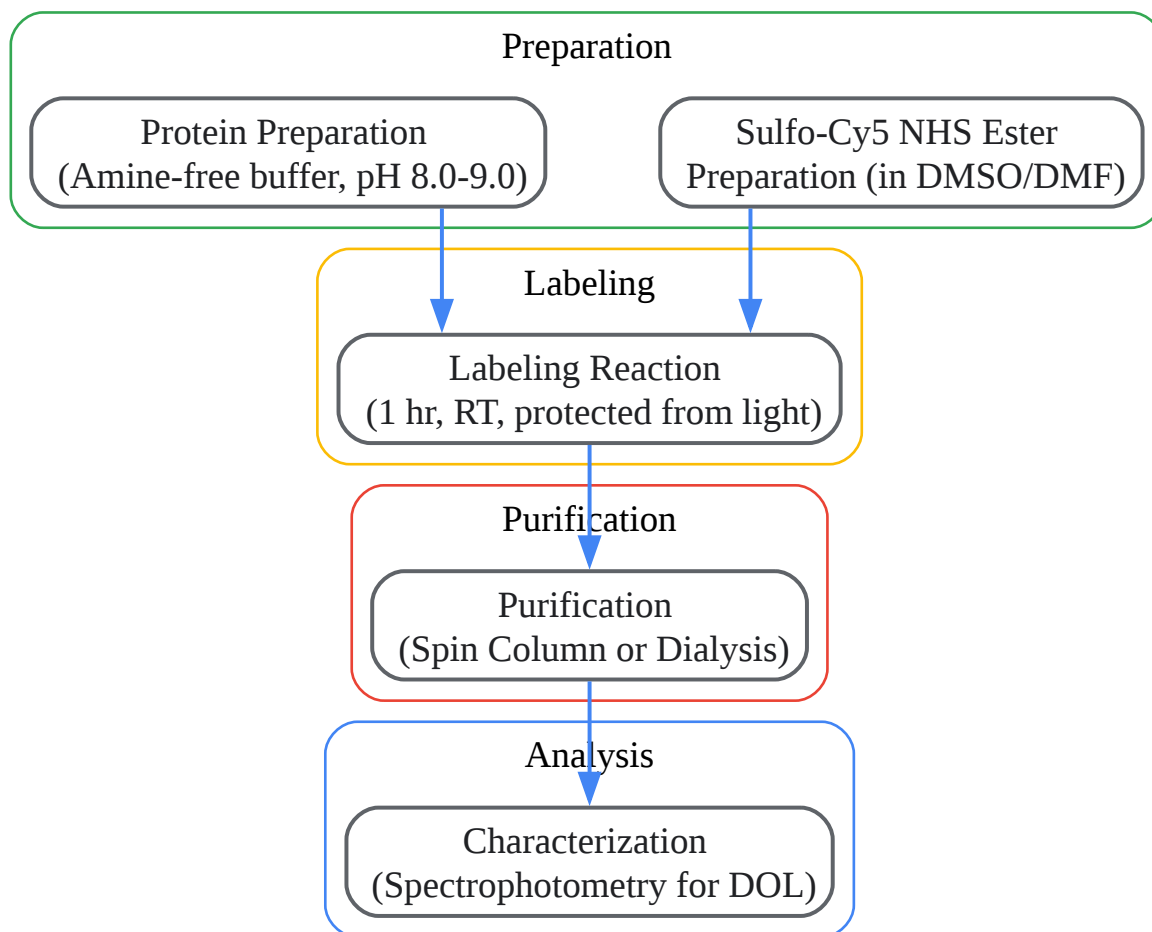 Preparation
Protein Preparation
(Amine-free buffer, pH 8.0-9.0)
Sulfo-Cy5 NHS Ester
Preparation (in DMSO/DMF)
Labeling
Labeling Reaction
(1 hr, RT, protected from light)
Purification
Purification
(Spin Column or Dialysis)
Analysis
Characterization
(Spectrophotometry for DOL)